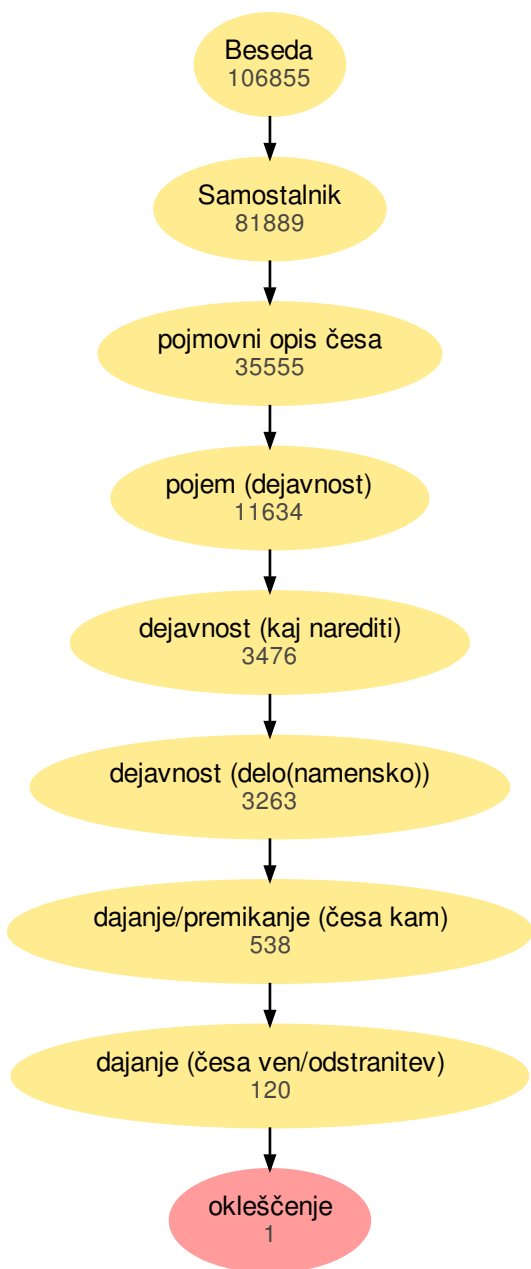 Beseda
106855
Samostalnik
81889
pojmovni opis česa
35555
pojem (dejavnost)
11634
dejavnost (kaj narediti)
3476
dejavnost (delo(namensko))
3263
dajanje/premikanje (česa kam)
538
dajanje (česa ven/odstranitev)
120
okleščenje
1